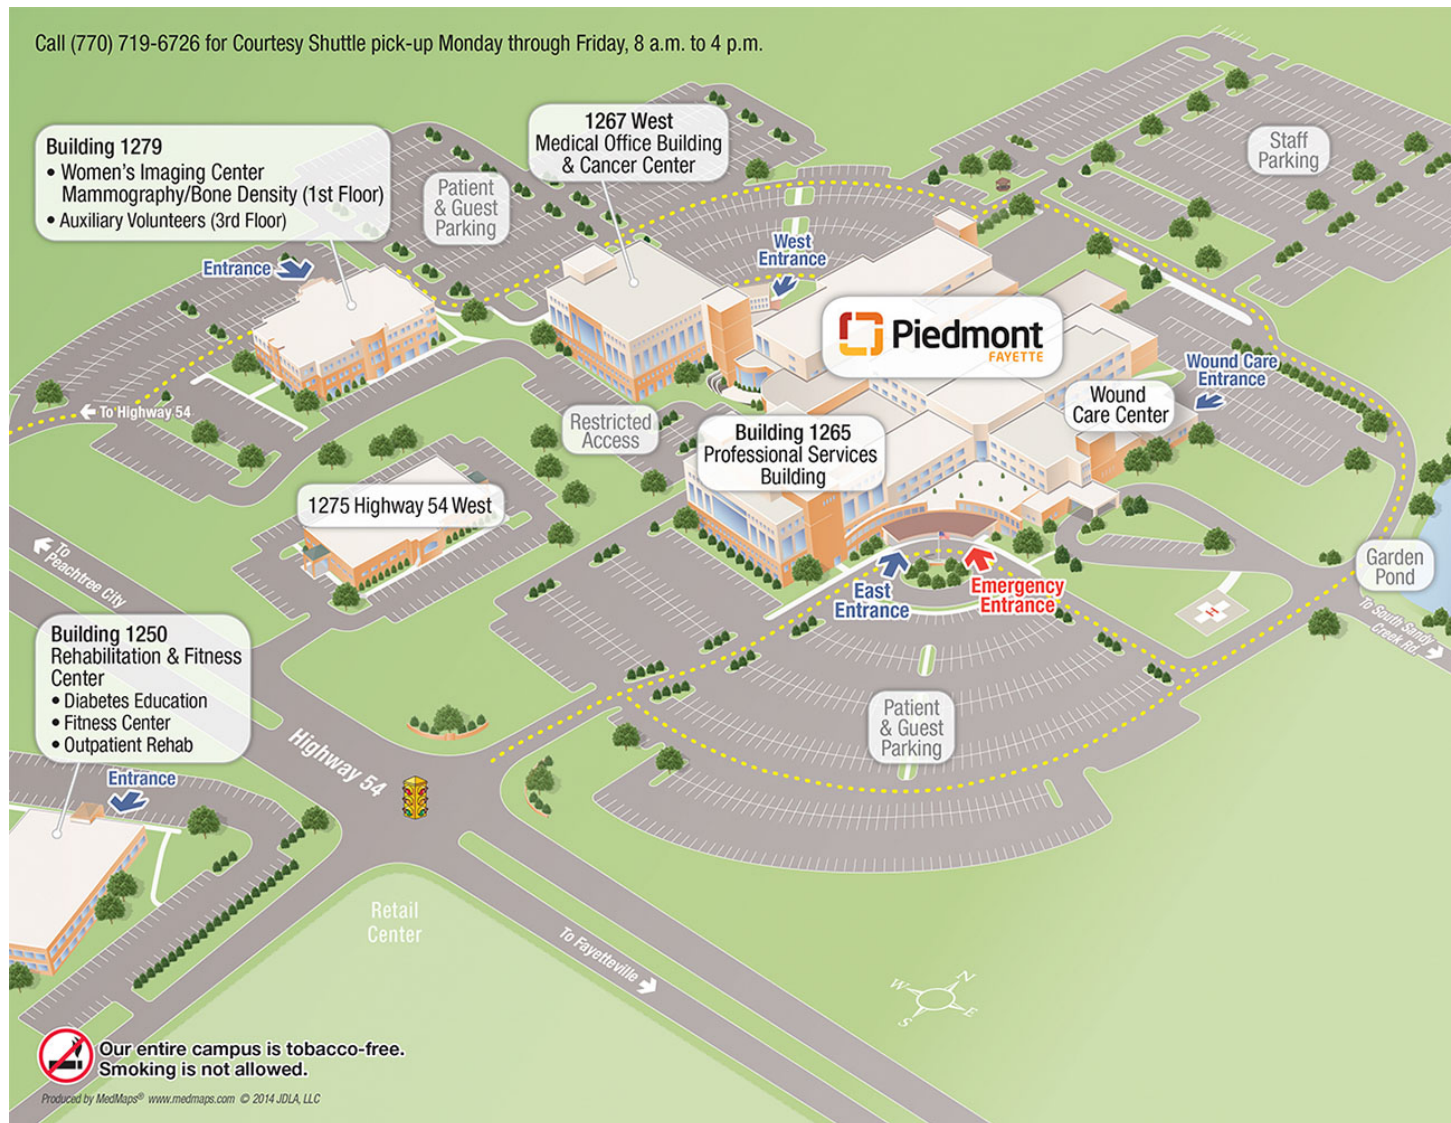 Call (770) 719-6726 for Courtesy Shuttle pick-up Monday through Friday, 8 a.m. to 4 p.m.
Building 1279
• Women's Imaging Center
Mammography/Bone Density (1st Floor)
• Auxiliary Volunteers (3rd Floor)
Patient
& Guest
Parking
1267 West
Medical Office Building
& Cancer Center
Staff
Parking
Entrance
West
Entrance
Piedmont
FAYETTE
Wound Care
Entrance
Wound
Care Center
To Highway 54
Restricted
Access
Building 1265
Professional Services
Building
1275 Highway 54 West
To
Peachtree City
Garden
Pond
East
Entrance
Emergency
Entrance
H
To South Sandy
Creek Rd.
Building 1250
Rehabilitation & Fitness
Center
• Diabetes Education
• Fitness Center
• Outpatient Rehab
Entrance
Highway 54
Patient
& Guest
Parking
Retail
Center
To Fayetteville
N
W
E
S
Our entire campus is tobacco-free.
Smoking is not allowed.
Produced by MedMaps® www.medmaps.com © 2014 JDLA, LLC